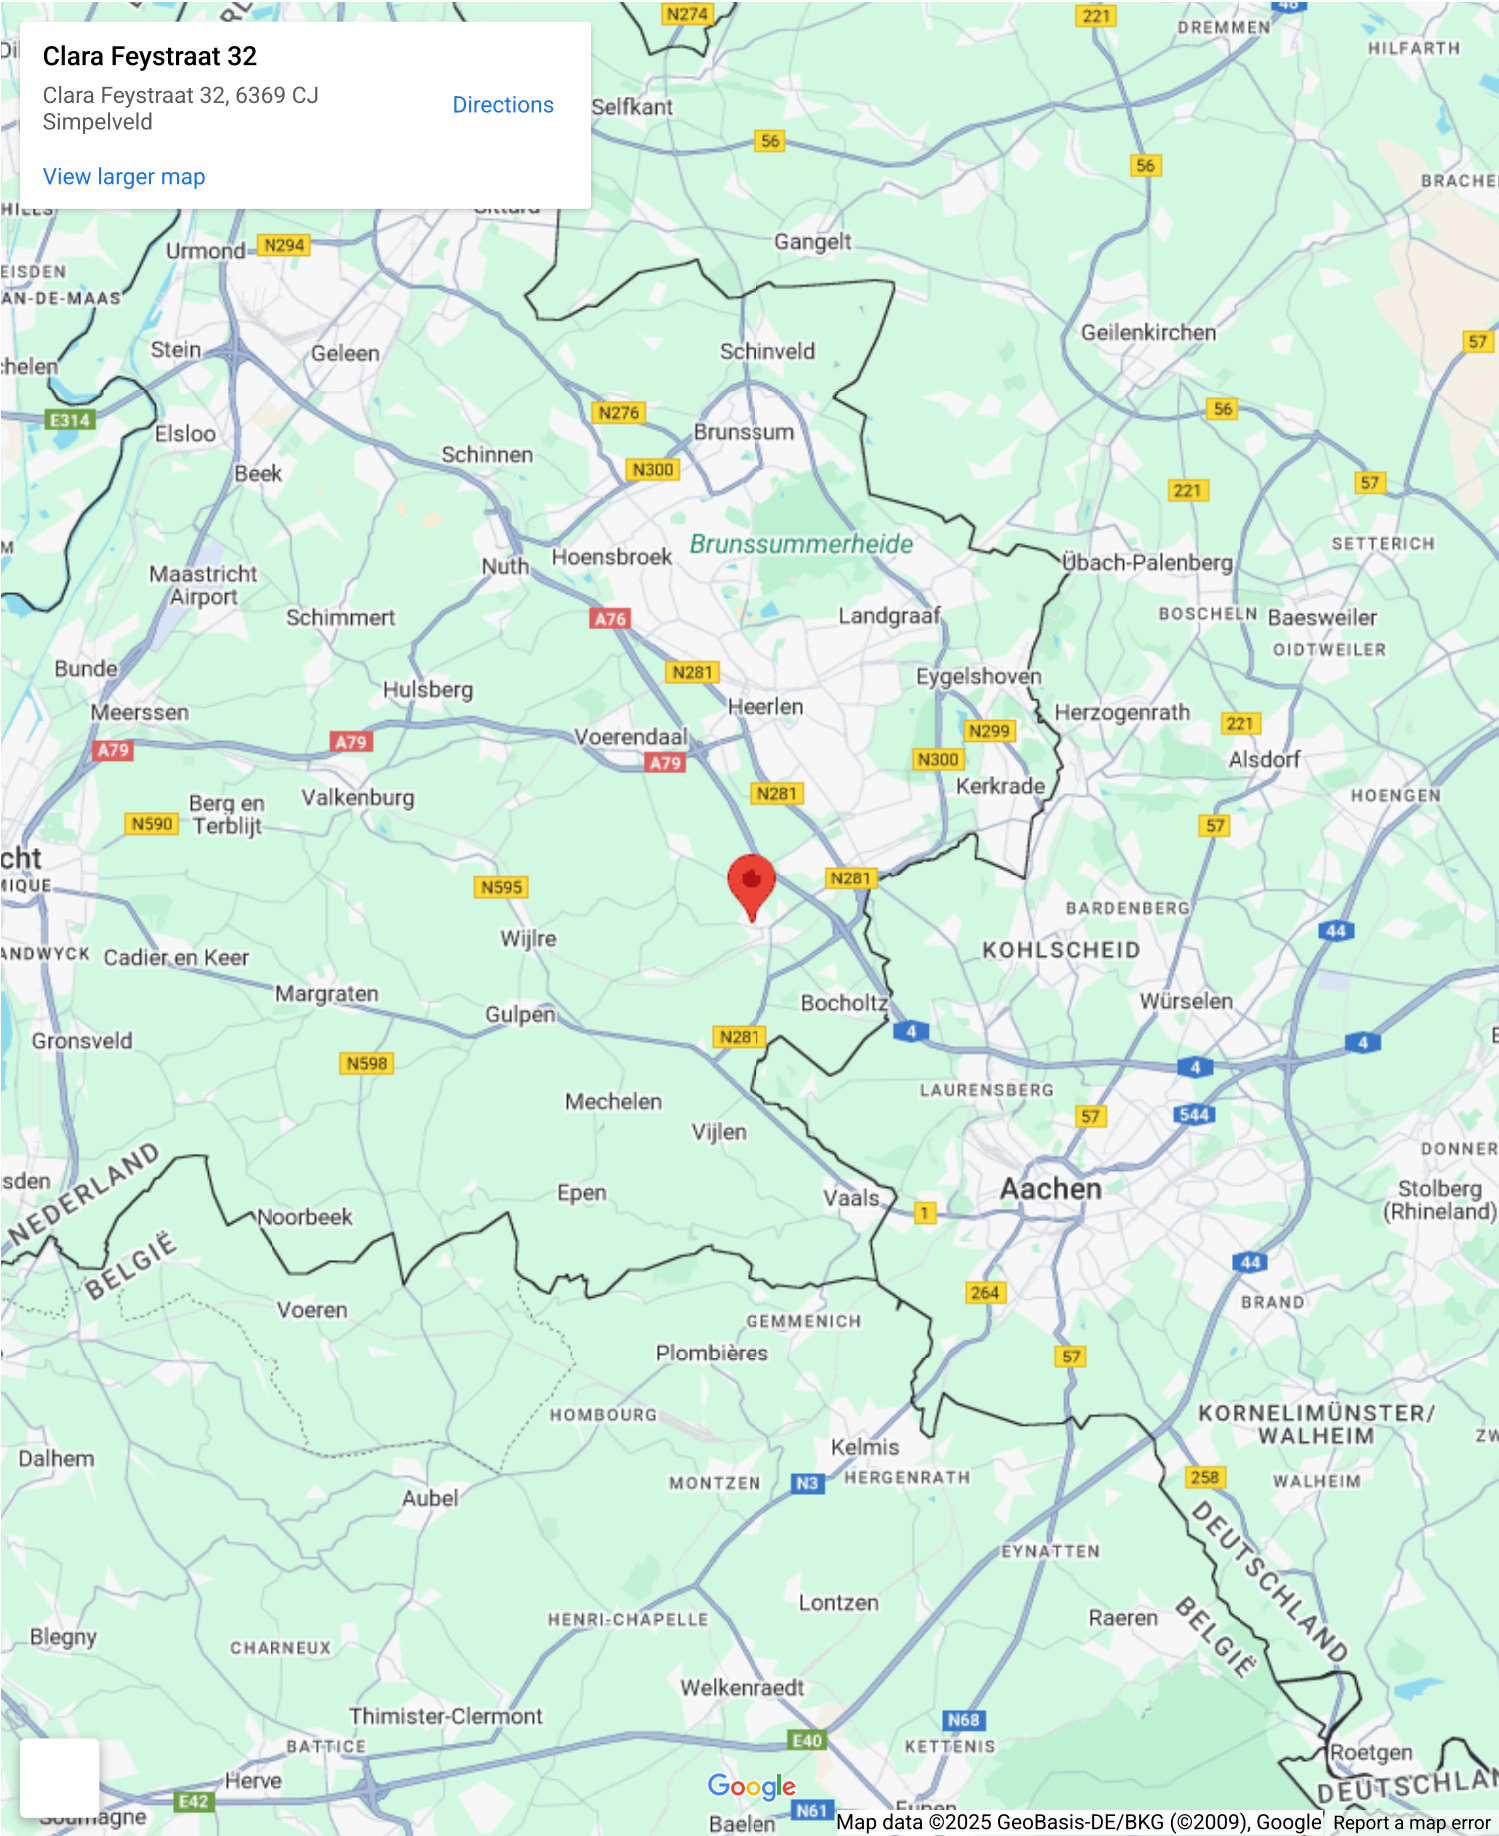 Clara Feystraat 32
Clara Feystraat 32, 6369 CJ
Simpelveld
Directions
View larger map
N274
221
46
DREMMEN
HILFARTH
Selfkant
56
56
Gangelt
Urmond
N294
Stein
Geleen
Schinveld
Geilenkirchen
57
E314
Elsloo
N276
Brunssum
56
Beek
Schinnen
N300
57
221
Brunssummerheide
SETTERICH
Nuth
Hoensbroek
Übach-Palenberg
Maastricht
Airport
Schimmert
A76
Landgraaf
BOSCHELN
Baesweiler
OIDTWEILER
Bunde
Hulsberg
N281
Eygelshoven
Meerssen
Heerlen
Herzogenrath
A79
A79
Voerendaal
A79
N299
N300
221
Alsdorf
Kerkrade
Berg en
Terblijt
Valkenburg
N281
HOENGEN
N590
57
N595
N281
BARDENBERG
44
Wijlre
KOHLSCHEID
Cadier en Keer
Margraten
Bocholtz
Würselen
Gulpen
N281
4
4
Gronsveld
N598
4
LAURENSBERG
Mechelen
57
544
Vijlen
NEDERLAND
Epen
Vaals
Aachen
Stolberg
(Rhineland)
1
Noorbeek
BELGIË
44
264
Voeren
GEMMENICH
BRAND
Plombières
57
HOMBOURG
KORNELIMÜNSTER/
WALHEIM
Dalhem
Kelmis
MONTZEN
N3
HERGENRATH
258
WALHEIM
Aubel
DEUTSCHLAND
EYNATTEN
Lontzen
HENRI-CHAPELLE
Raeren
BELGIË
Blegny
CHARNEUX
Welkenraedt
Thimister-Clermont
N68
BATTICE
E40
KETTENIS
Roetgen
Herve
E42
Google
Baelen
N61
Map data ©2025 GeoBasis-DE/BKG (©2009), Google
Report a map error